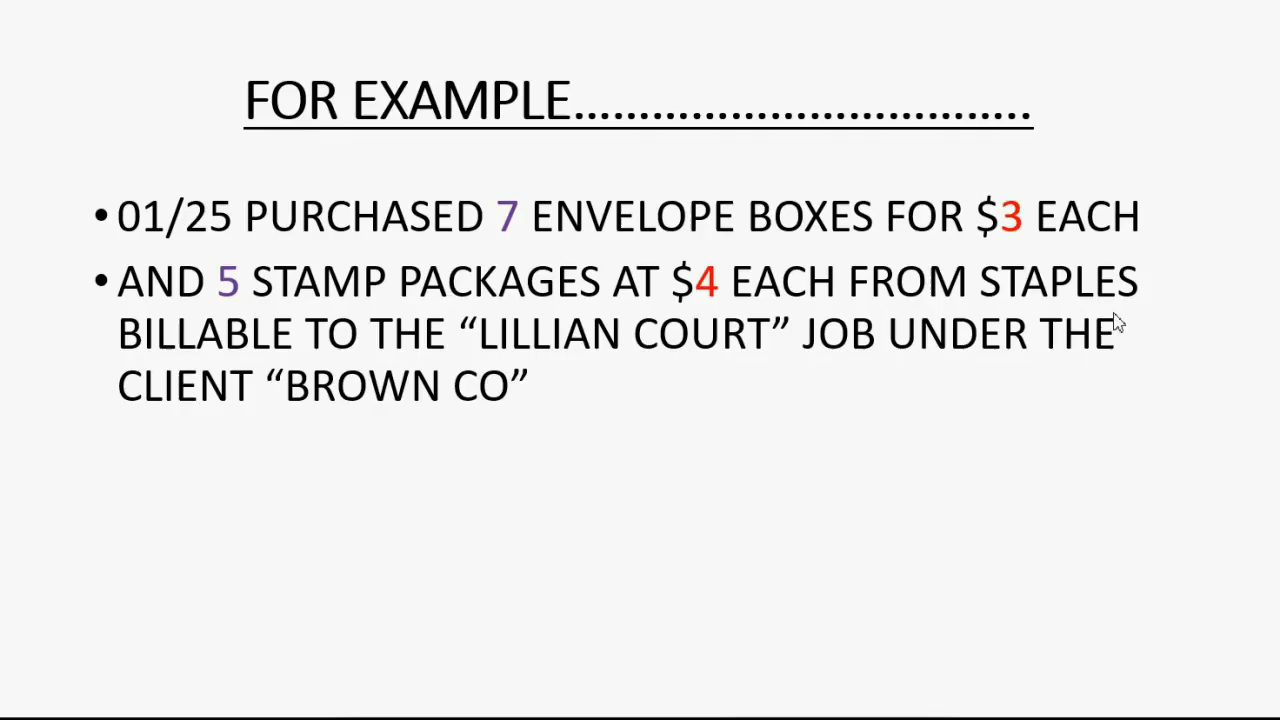 FOR EXAMPLE……………………………..
• 01/25 PURCHASED 7 ENVELOPE BOXES FOR $3 EACH
• AND 5 STAMP PACKAGES AT $4 EACH FROM STAPLES
BILLABLE TO THE “LILLIAN COURT” JOB UNDER THE
CLIENT “BROWN CO”